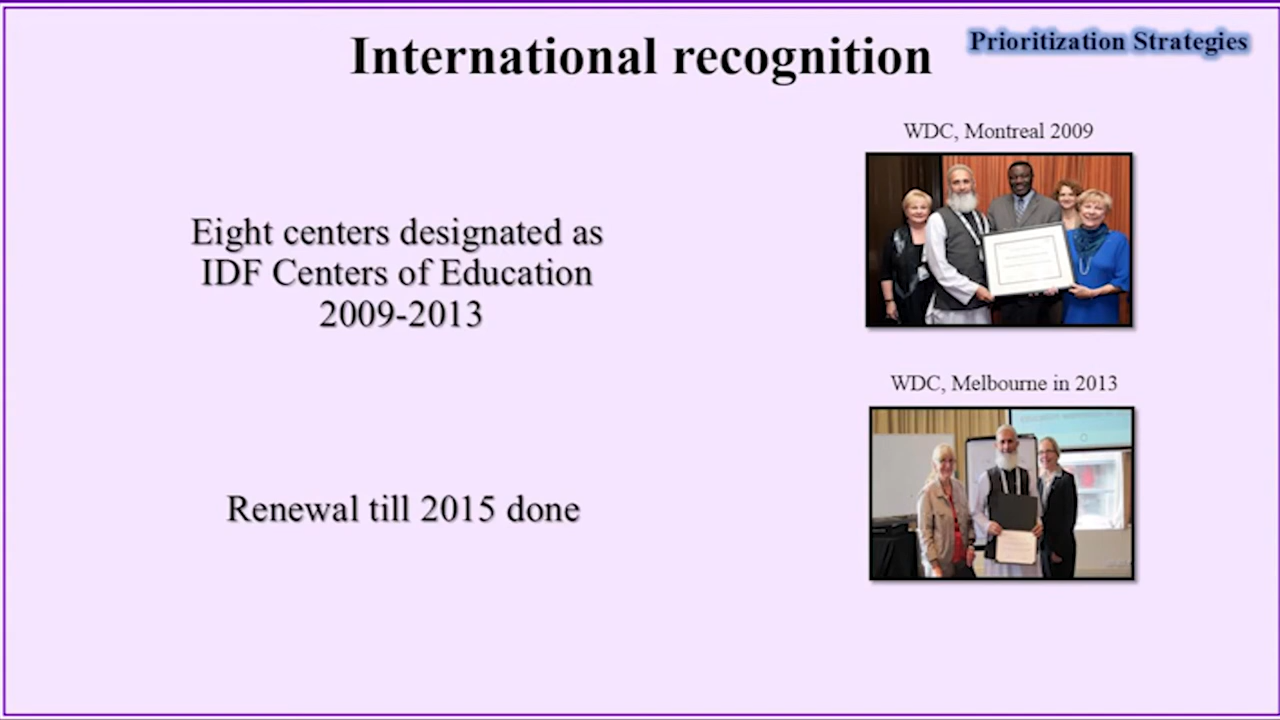 International recognition
Prioritization Strategies
WDC, Montreal 2009
Eight centers designated as
IDF Centers of Education
2009-2013
WDC, Melbourne in 2013
Renewal till 2015 done